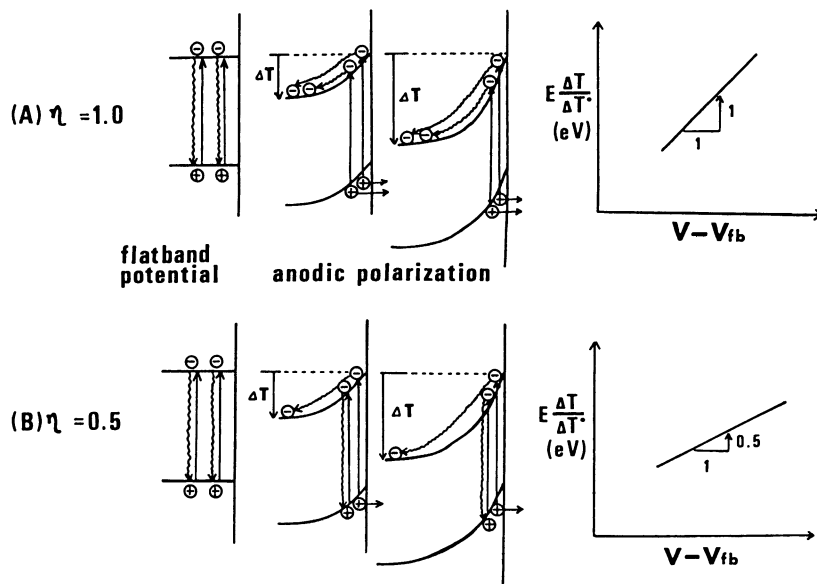 (A) η = 1.0
⊖ ⊖
⊕ ⊕
ΔT
⊖ ⊖
⊖ ⊖
⊕
⊕
ΔT
⊖ ⊖
⊖ ⊖
⊕
⊕
E ΔT/ΔT°
(eV)
1
1
V−Vfb
flatband
potential
anodic polarization
(B) η = 0.5
⊖ ⊖
⊕ ⊕
ΔT
⊖
⊖
⊖
⊕
⊕
ΔT
⊖
⊖
⊖
⊕
⊕
E ΔT/ΔT°
(eV)
0.5
1
V−Vfb